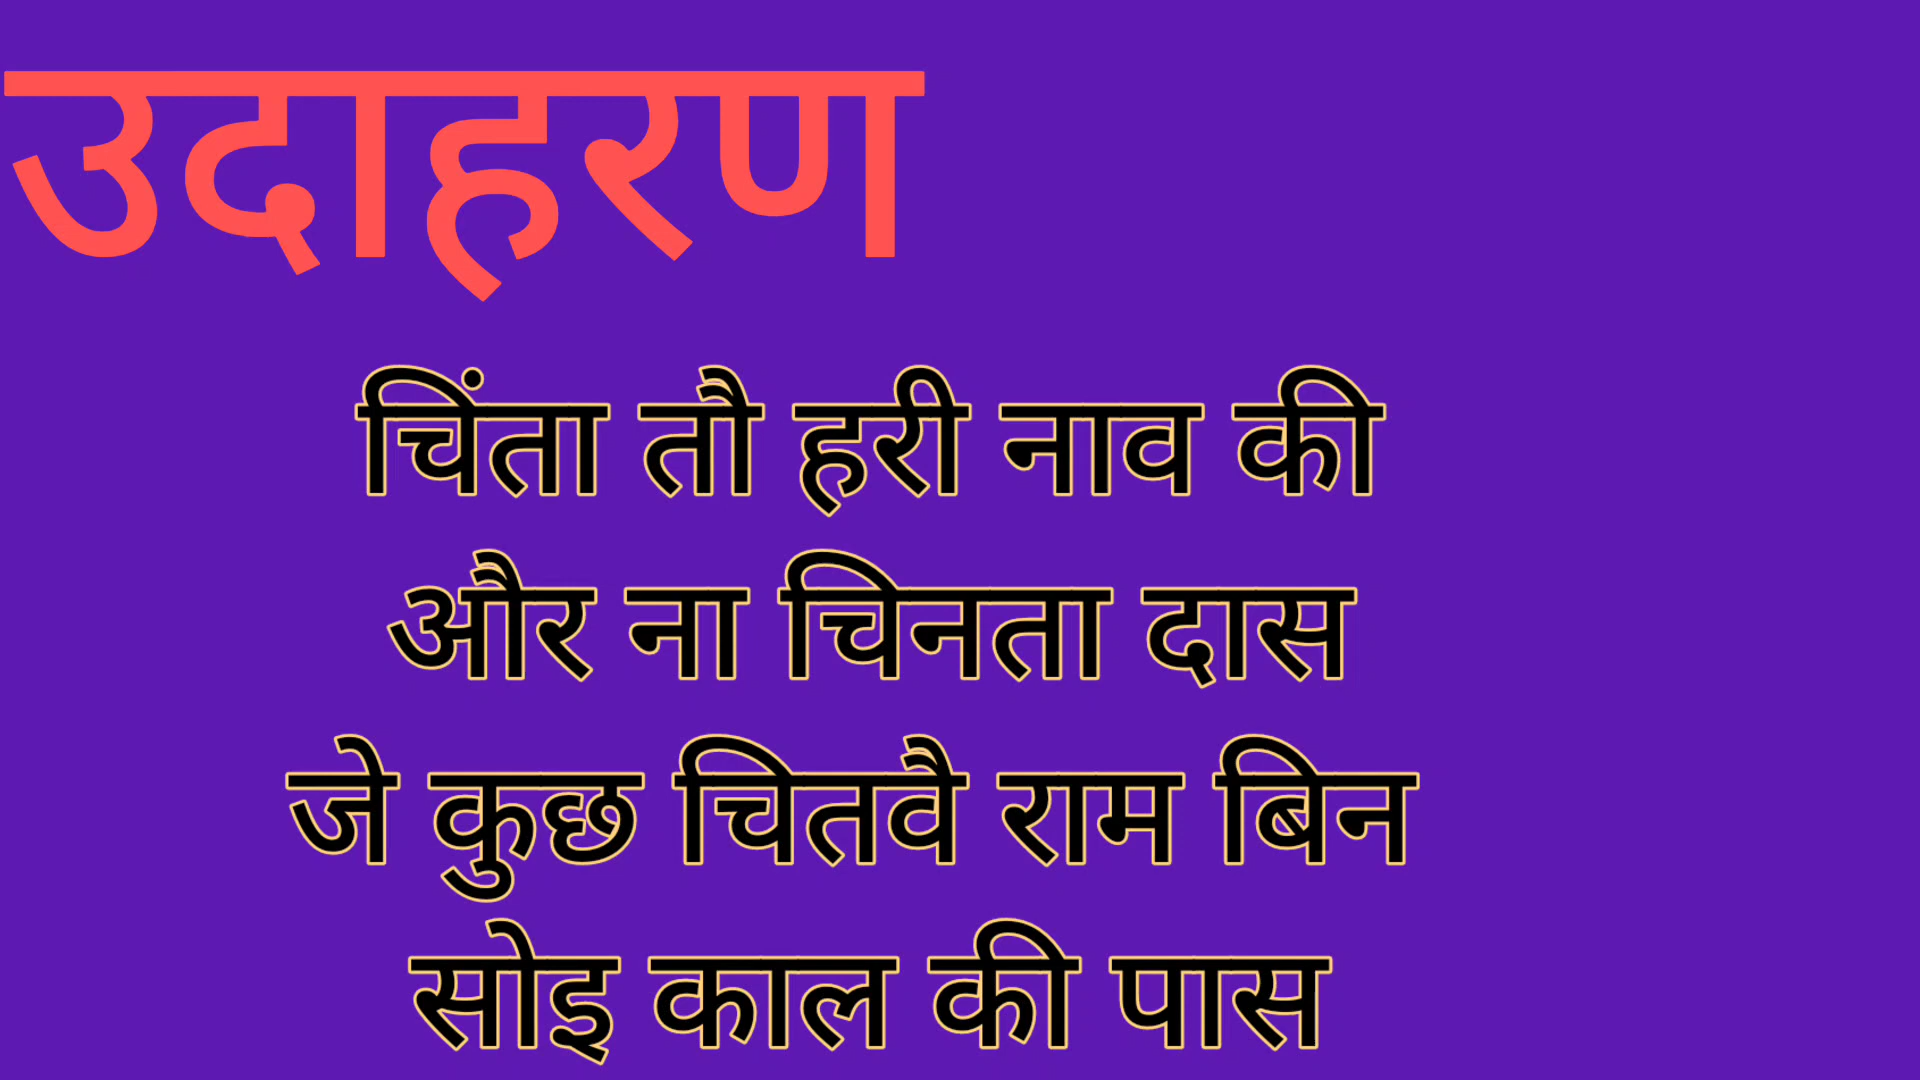 उदाहरण
चिंता तौ हरी नाव की
और ना चिनता दास
जे कुछ चितवै राम बिन
सोइ काल की पास